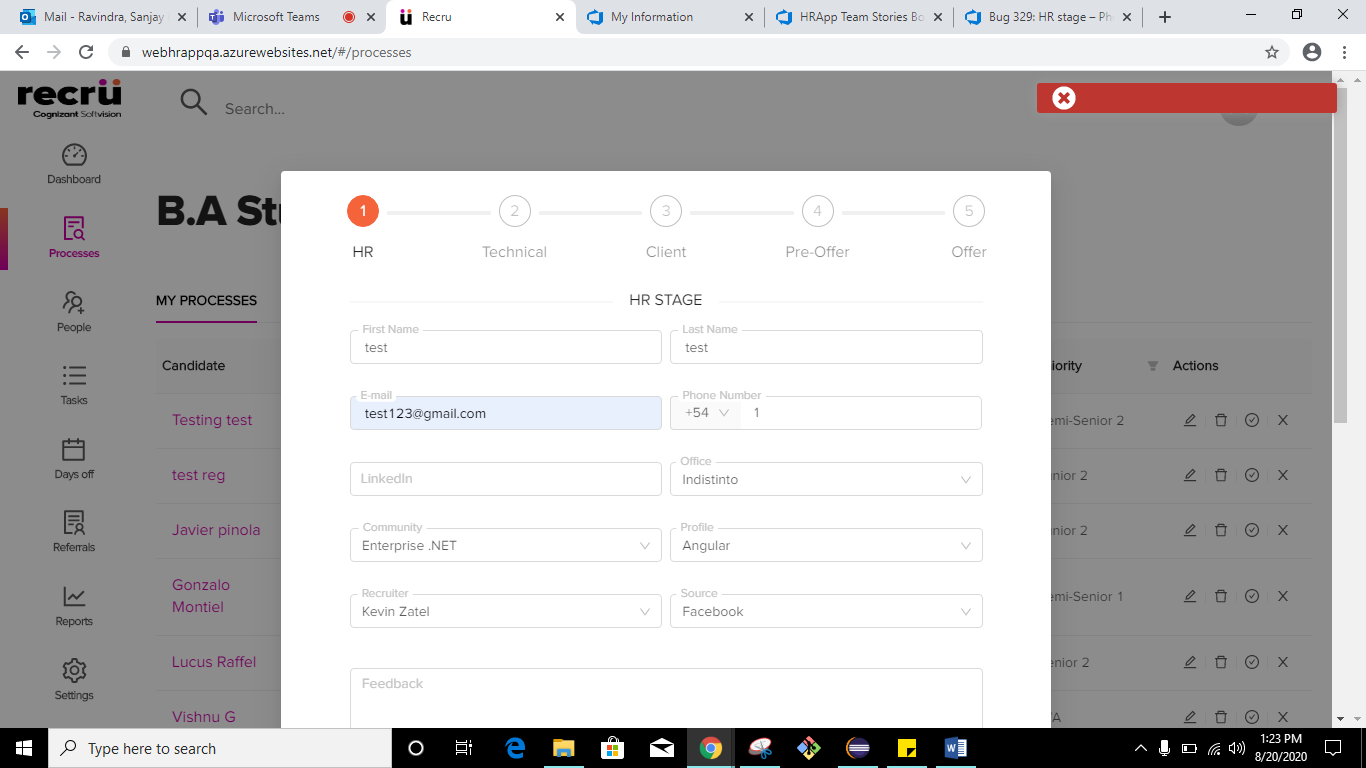 Mail - Ravindra, Sanjay
Microsoft Teams
Recru
My Information
HRApp Team Stories Bo
Bug 329: HR stage – Ph
webhrappqa.azurewebsites.net/#/processes
recrü
Cognizant Softvision
Search...
Dashboard
Processes
People
Tasks
Days off
Referrals
Reports
Settings
B.A Stu
MY PROCESSES
Candidate
iority
Actions
Testing test
emi-Senior 2
test reg
unior 2
Javier pinola
unior 2
Gonzalo
Montiel
emi-Senior 1
Lucus Raffel
enior 2
Vishnu G
/A
1
2
3
4
5
HR
Technical
Client
Pre-Offer
Offer
HR STAGE
First Name
test
Last Name
test
E-mail
test123@gmail.com
Phone Number
+54
1
LinkedIn
Office
Indistinto
Community
Enterprise .NET
Profile
Angular
Recruiter
Kevin Zatel
Source
Facebook
Feedback
Type here to search
1:23 PM
8/20/2020